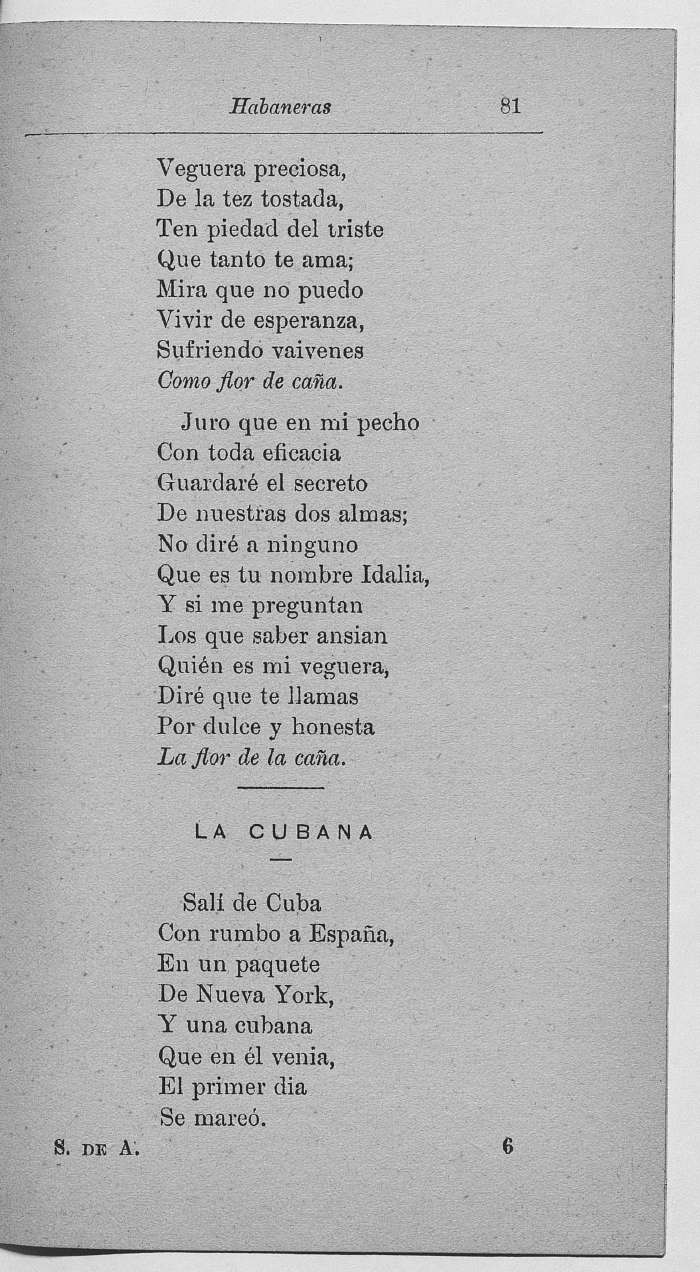 Habaneras 81
Veguera preciosa,
De la tez tostada,
Ten piedad del triste
Que tanto te ama;
Mira que no puedo
Vivir de esperanza,
Sufriendo vaivenes
Como flor de caña.
Juro que en mi pecho
Con toda eficacia
Guardaré el secreto
De nuestras dos almas;
No diré a ninguno
Que es tu nombre Idalia,
Y si me preguntan
Los que saber ansian
Quién es mi veguera,
Diré que te llamas
Por dulce y honesta
La flor de la caña.
LA CUBANA
Salí de Cuba
Con rumbo a España,
En un paquete
De Nueva York,
Y una cubana
Que en él venia,
El primer dia
Se mareó.
S. DE A. 6